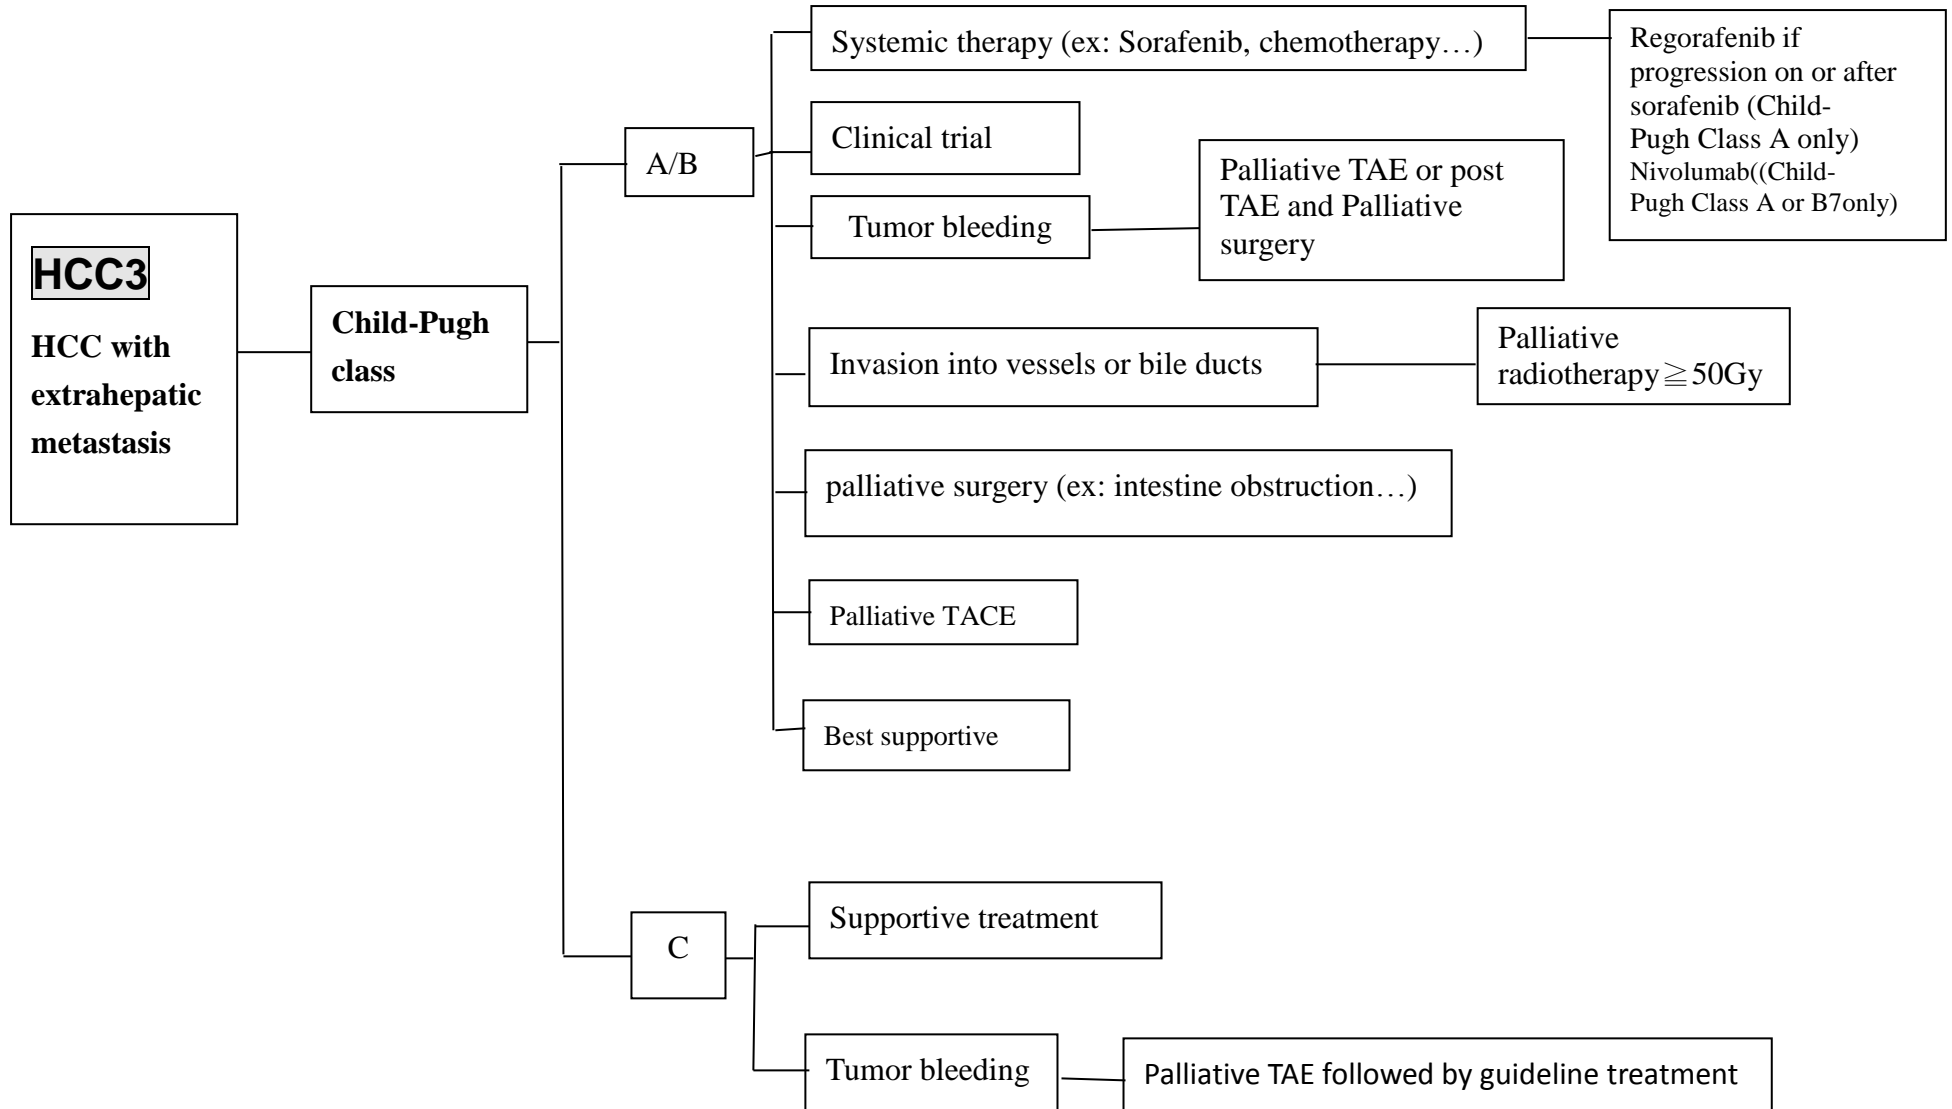 HCC3
HCC with
extrahepatic
metastasis
Child-Pugh
class
A/B
Systemic therapy (ex: Sorafenib, chemotherapy…)
Regorafenib if
progression on or after
sorafenib (Child-
Pugh Class A only)
Nivolumab((Child-
Pugh Class A or B7only)
Clinical trial
Tumor bleeding
Palliative TAE or post
TAE and Palliative
surgery
Invasion into vessels or bile ducts
Palliative
radiotherapy≧50Gy
palliative surgery (ex: intestine obstruction…)
Palliative TACE
Best supportive
C
Supportive treatment
Tumor bleeding
Palliative TAE followed by guideline treatment